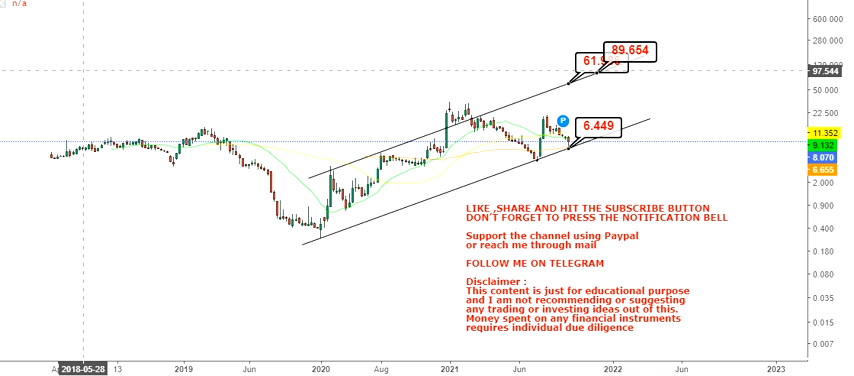 n/a
600.000
280.000
89.654
97.544
50.000
22.500
P
6.449
11.352
9.132
8.070
6.655
2.000
0.900
0.400
0.180
0.080
0.035
0.015
0.007
LIKE ,SHARE AND HIT THE SUBSCRIBE BUTTON
DON'T FORGET TO PRESS THE NOTIFICATION BELL
Support the channel using Paypal
or reach me through mail
FOLLOW ME ON TELEGRAM
Disclaimer :
This content is just for educational purpose
and I am not recommending or suggesting
any trading or investing ideas out of this.
Money spent on any financial instruments
requires individual due diligence
2018-05-28 13 2019 Jun 2020 Aug 2021 Jun 2022 Jun 2023